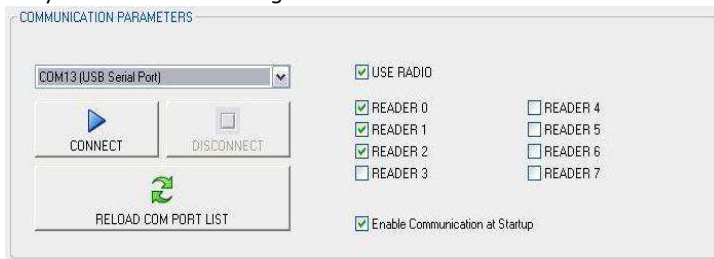 COMMUNICATION PARAMETERS
COM13 (USB Serial Port)
CONNECT
DISCONNECT
RELOAD COM PORT LIST
USE RADIO
READER 0
READER 1
READER 2
READER 3
READER 4
READER 5
READER 6
READER 7
Enable Communication at Startup